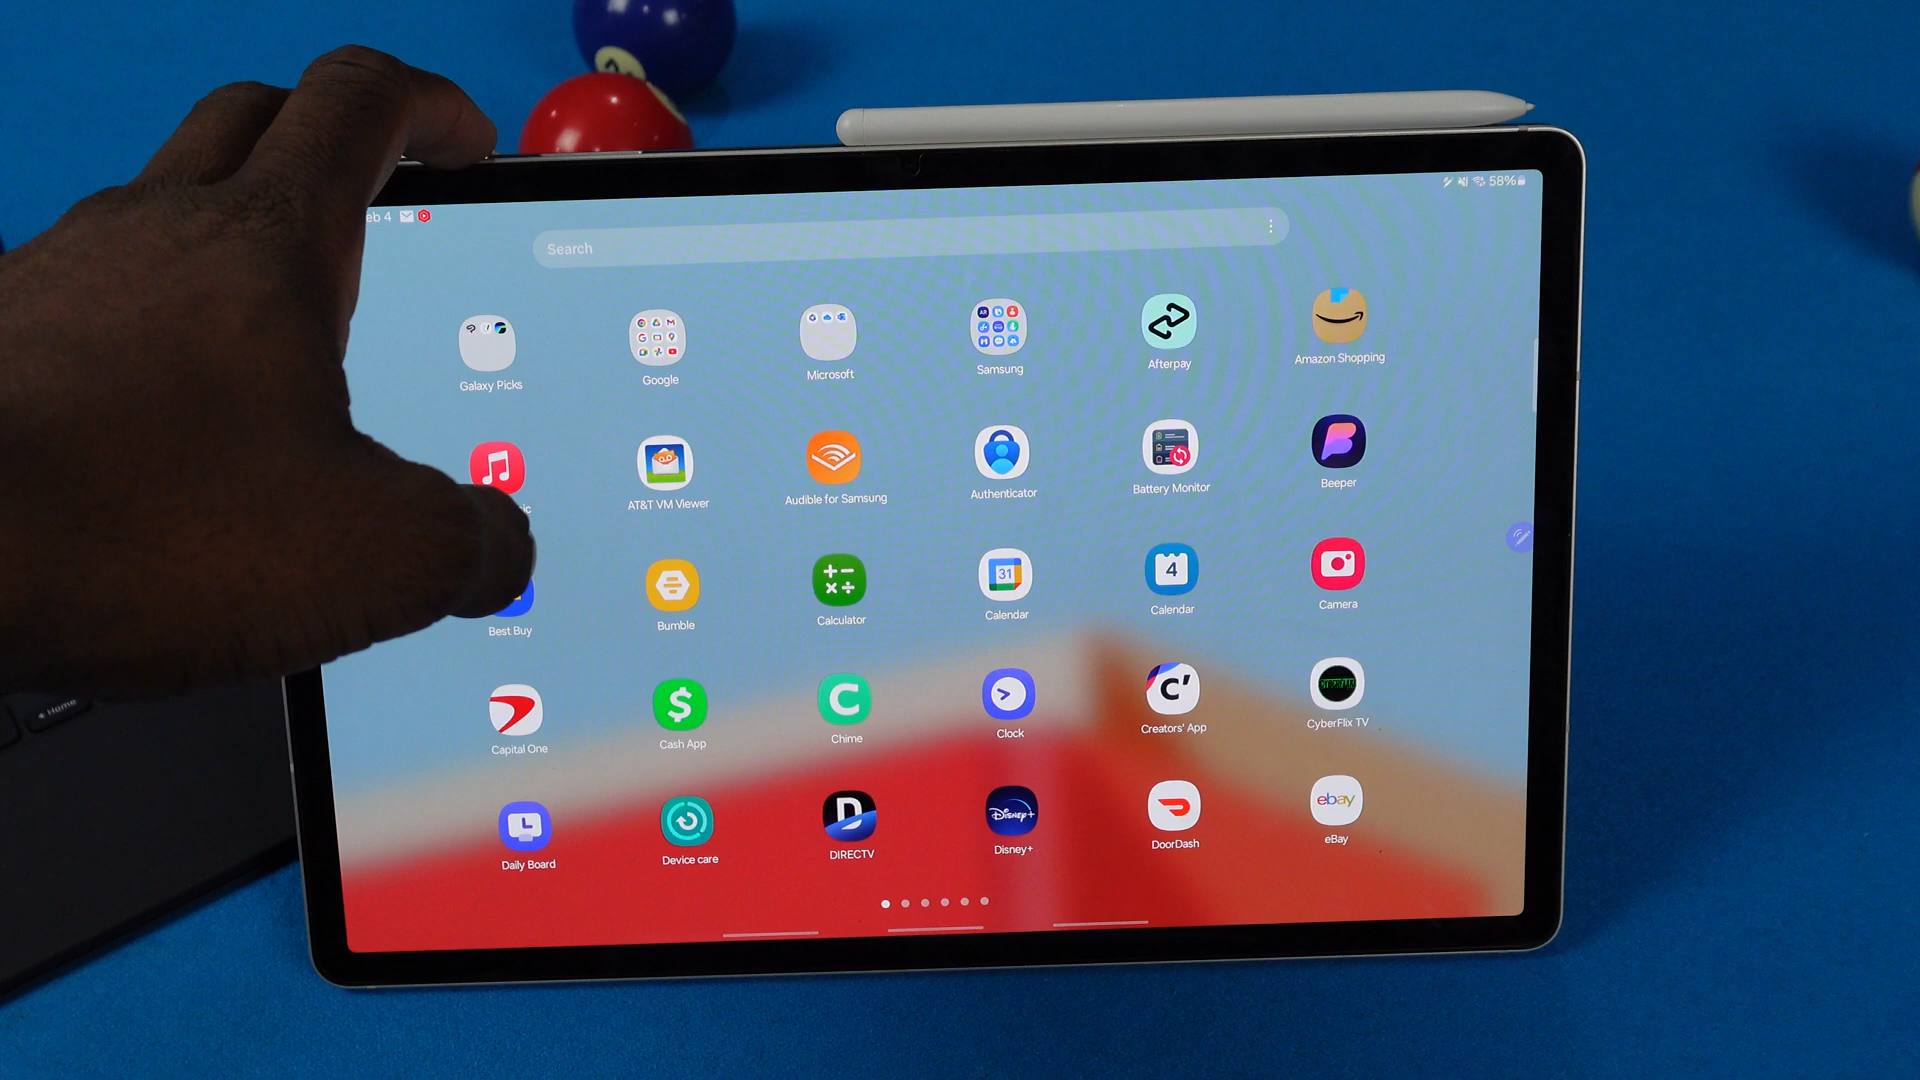 eb 4
58%
Search
Galaxy Picks
Google
Microsoft
Samsung
Afterpay
Amazon Shopping
ic
AT&T VM Viewer
Audible for Samsung
Authenticator
Battery Monitor
Beeper
31
4
Best Buy
Bumble
Calculator
Calendar
Calendar
Camera
Capital One
Cash App
Chime
Clock
Creators' App
CyberFlix TV
Disney+
ebay
Daily Board
Device care
DIRECTV
Disney+
DoorDash
eBay
Home